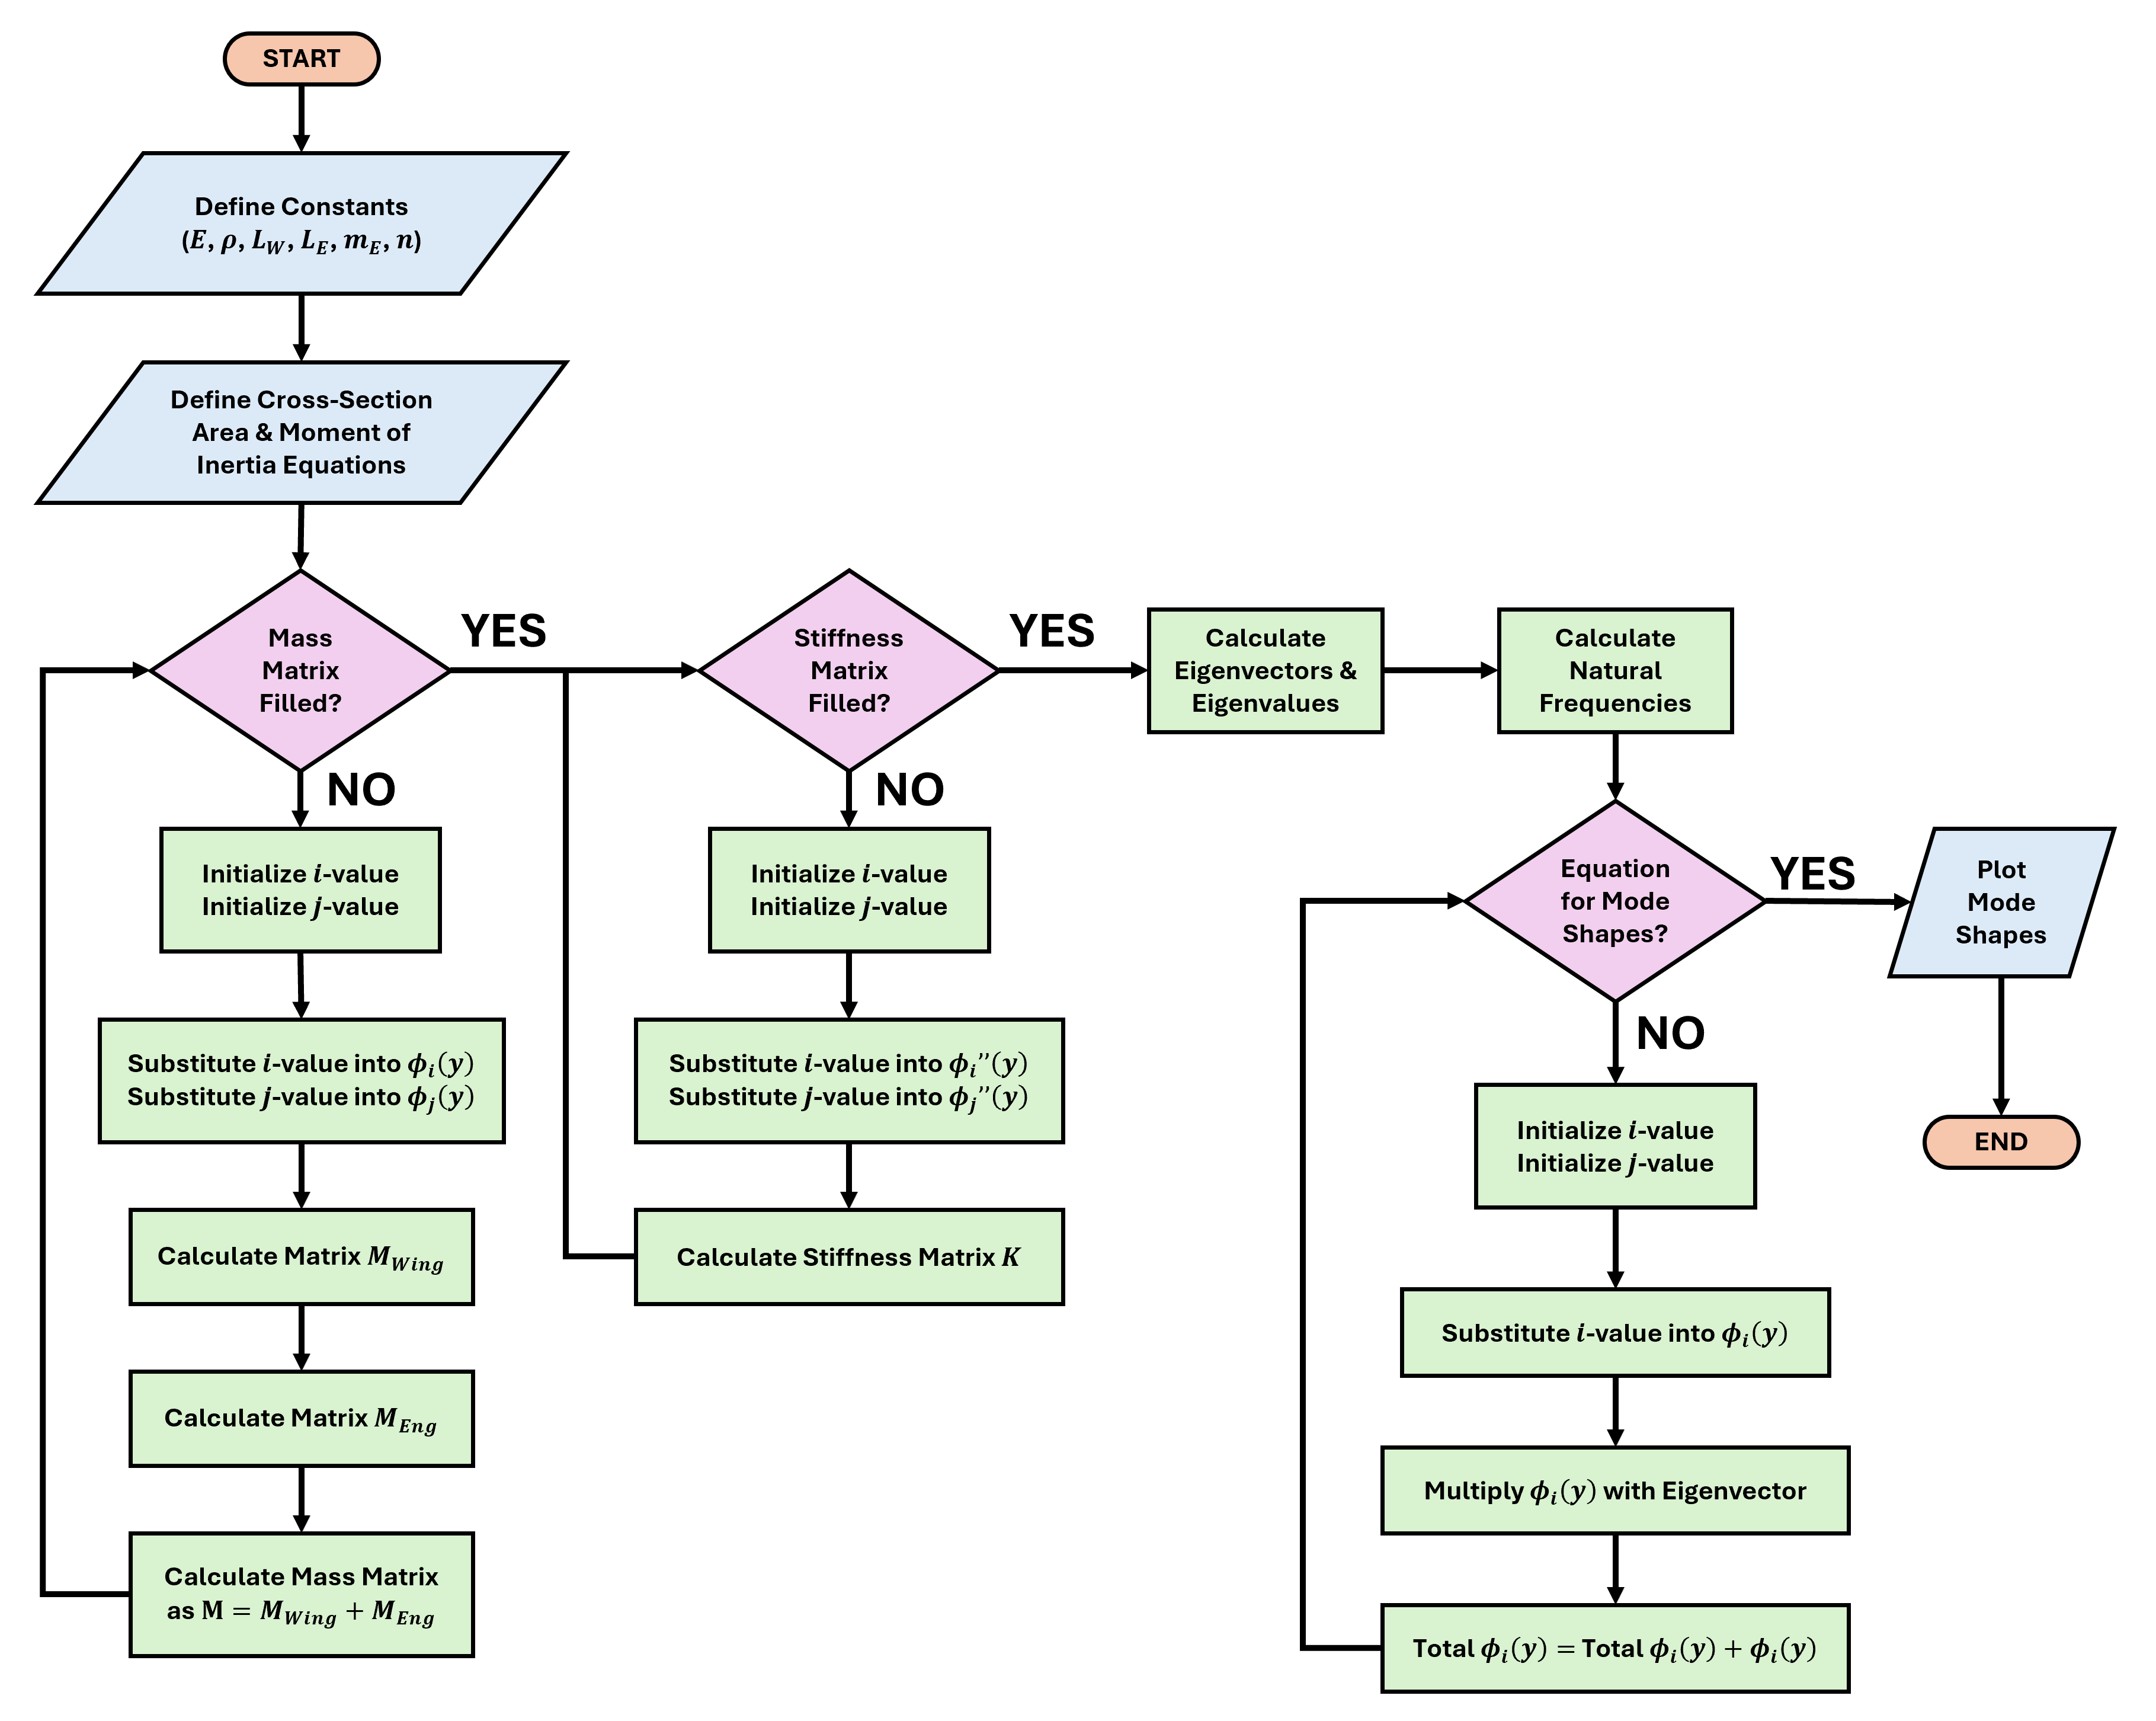 START
Define Constants
(E, ρ, L_W, L_E, m_E, n)
Define Cross-Section
Area & Moment of
Inertia Equations
Mass
Matrix
Filled?
YES
NO
Initialize i-value
Initialize j-value
Substitute i-value into ϕ_i(y)
Substitute j-value into ϕ_j(y)
Calculate Matrix M_Wing
Calculate Matrix M_Eng
Calculate Mass Matrix
as M = M_Wing + M_Eng
Stiffness
Matrix
Filled?
YES
NO
Initialize i-value
Initialize j-value
Substitute i-value into ϕ_i”(y)
Substitute j-value into ϕ_j”(y)
Calculate Stiffness Matrix K
Calculate
Eigenvectors &
Eigenvalues
Calculate
Natural
Frequencies
Equation
for Mode
Shapes?
YES
NO
Initialize i-value
Initialize j-value
Substitute i-value into ϕ_i(y)
Multiply ϕ_i(y) with Eigenvector
Total ϕ_i(y) = Total ϕ_i(y) + ϕ_i(y)
Plot
Mode
Shapes
END